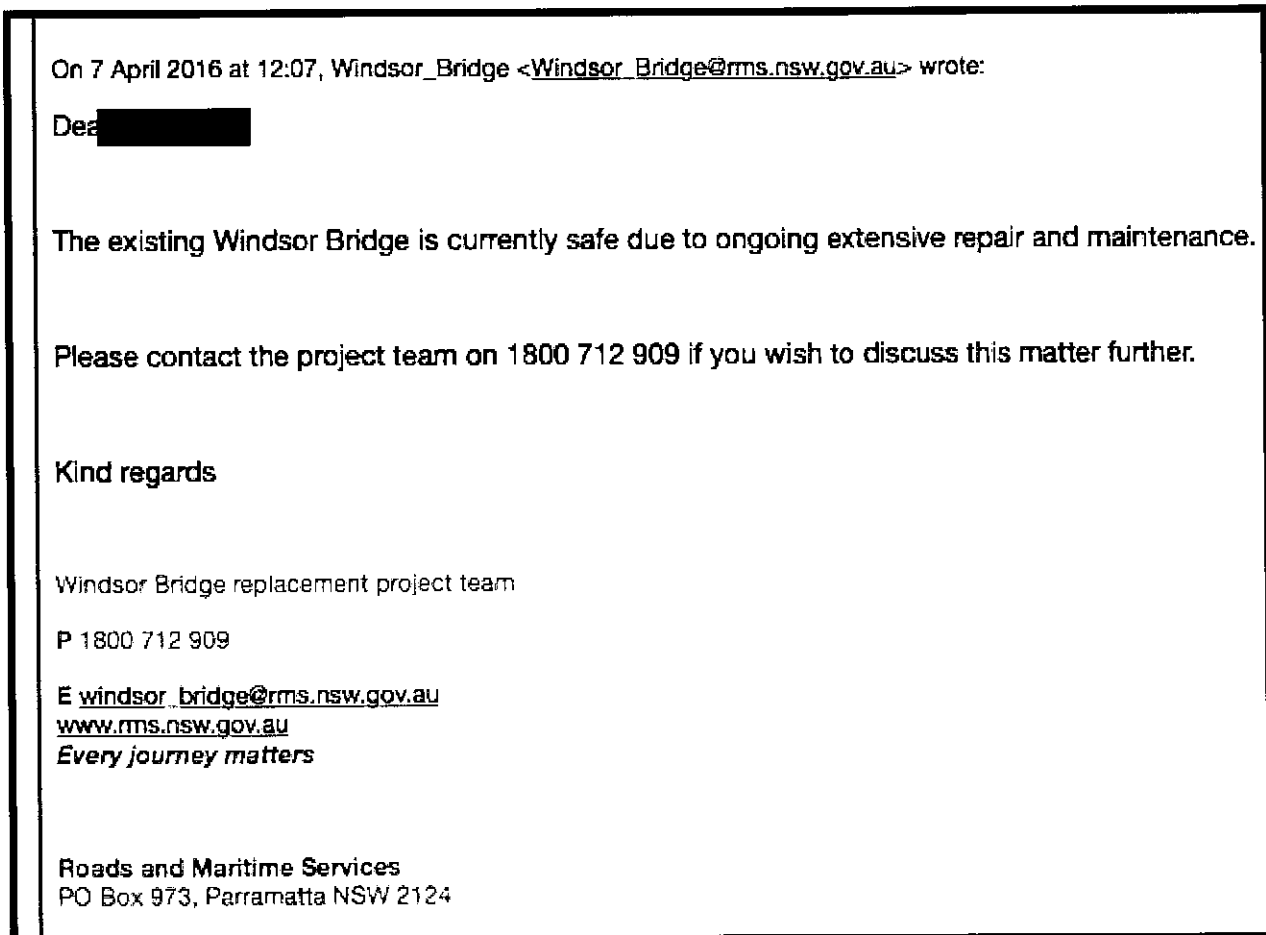 On 7 April 2016 at 12:07, Windsor_Bridge <Windsor_Bridge@rms.nsw.gov.au> wrote:
Dea
The existing Windsor Bridge is currently safe due to ongoing extensive repair and maintenance.
Please contact the project team on 1800 712 909 if you wish to discuss this matter further.
Kind regards
Windsor Bridge replacement project team
P 1800 712 909
E windsor_bridge@rms.nsw.gov.au
www.rms.nsw.gov.au
Every journey matters
Roads and Maritime Services
PO Box 973, Parramatta NSW 2124